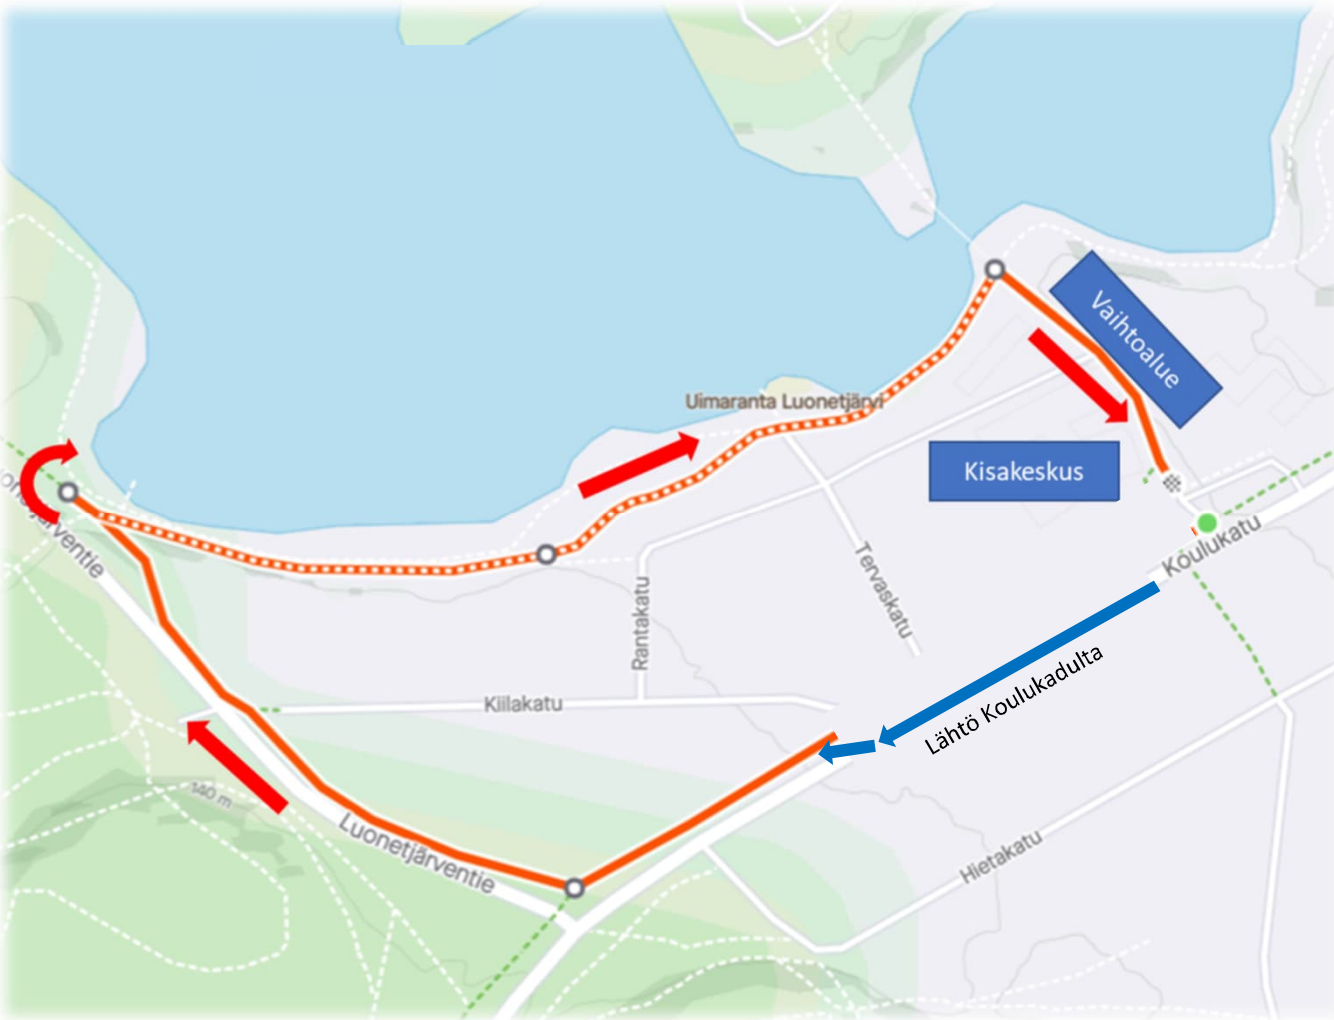 Vaihtoalue
Uimaranta Luonetjärvi
Kisakeskus
Koulukatu
Tervaskatu
Rantakatu
Lähtö Koulukadulta
Kiilakatu
140 m
Luonetjärventie
Hietakatu